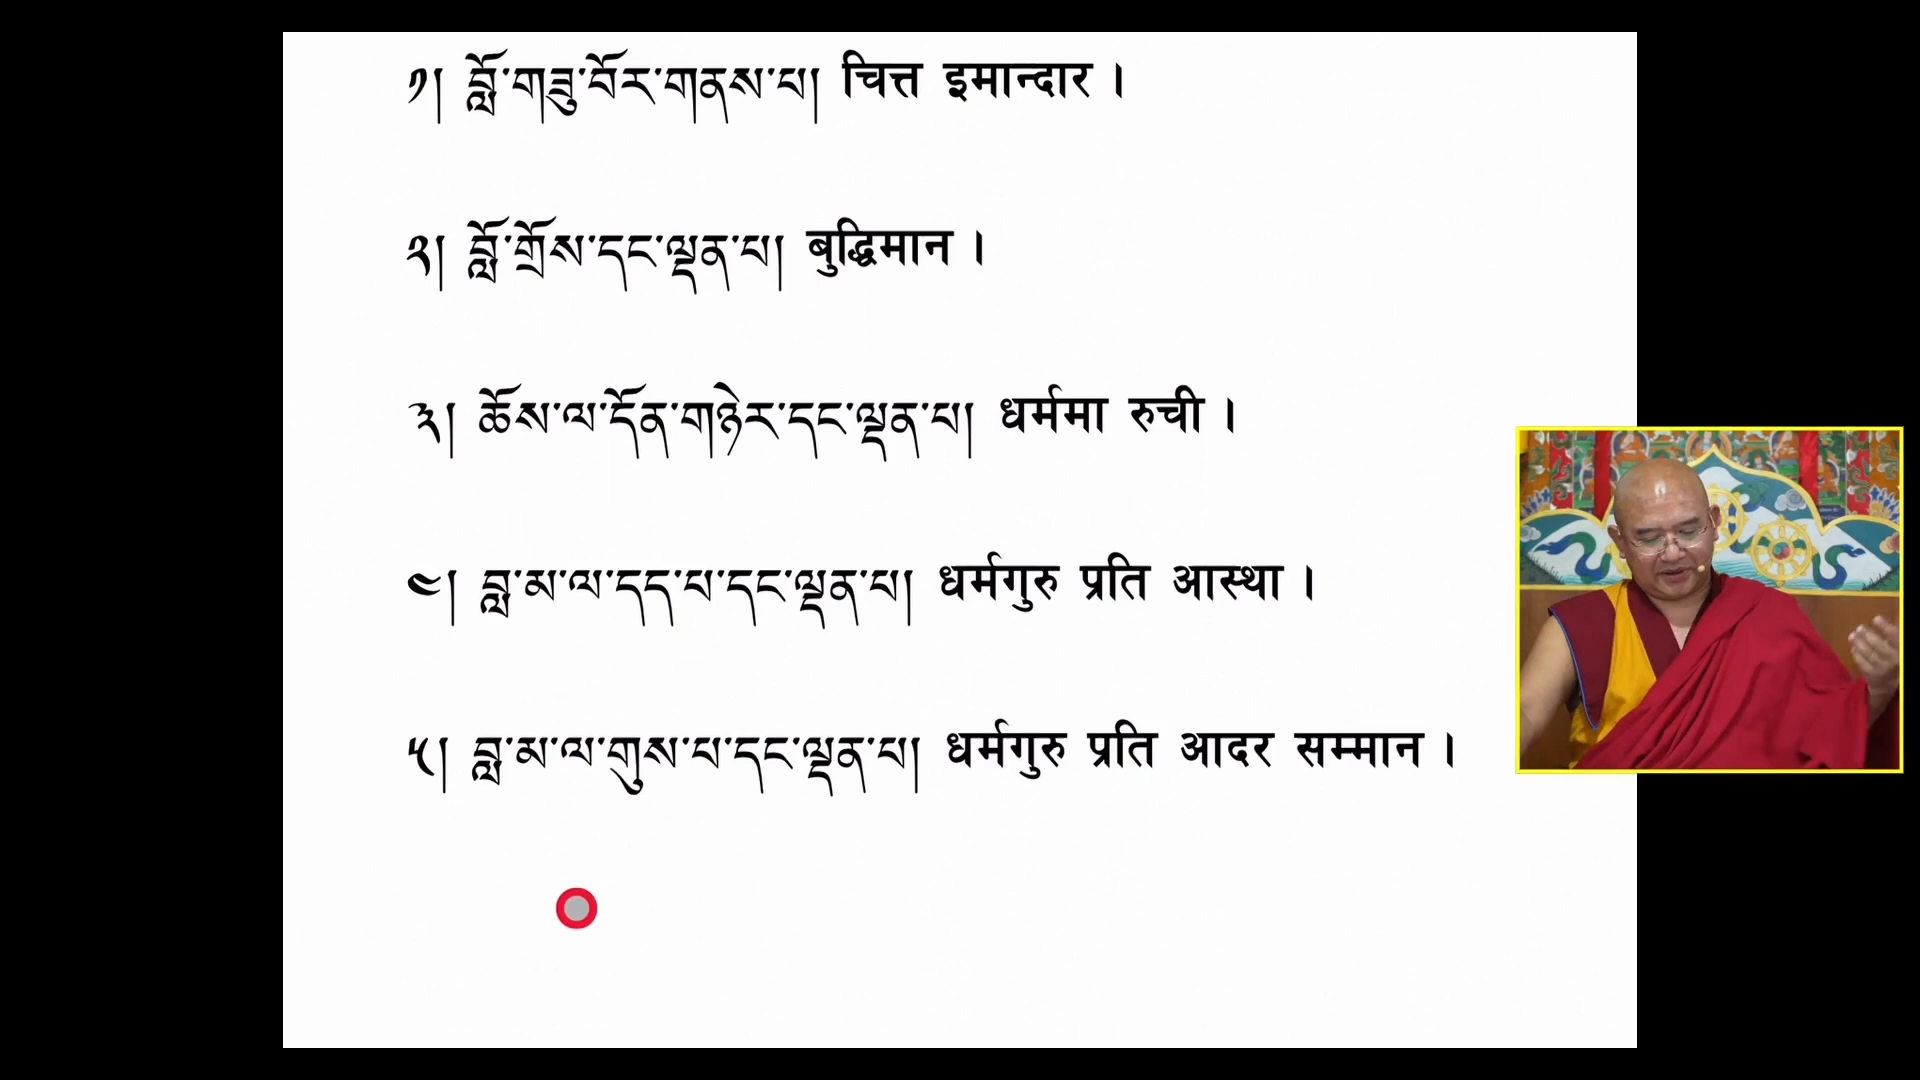 ༡། བློ་གཟུ་བོར་གནས་པ། चित्त इमान्दार ।
༢། བློ་གྲོས་དང་ལྡན་པ། बुद्धिमान ।
༣། ཆོས་ལ་དོན་གཉེར་དང་ལྡན་པ། धर्ममा रुची ।
༤། བླ་མ་ལ་དད་པ་དང་ལྡན་པ། धर्मगुरु प्रति आस्था ।
༥། བླ་མ་ལ་གུས་པ་དང་ལྡན་པ། धर्मगुरु प्रति आदर सम्मान ।